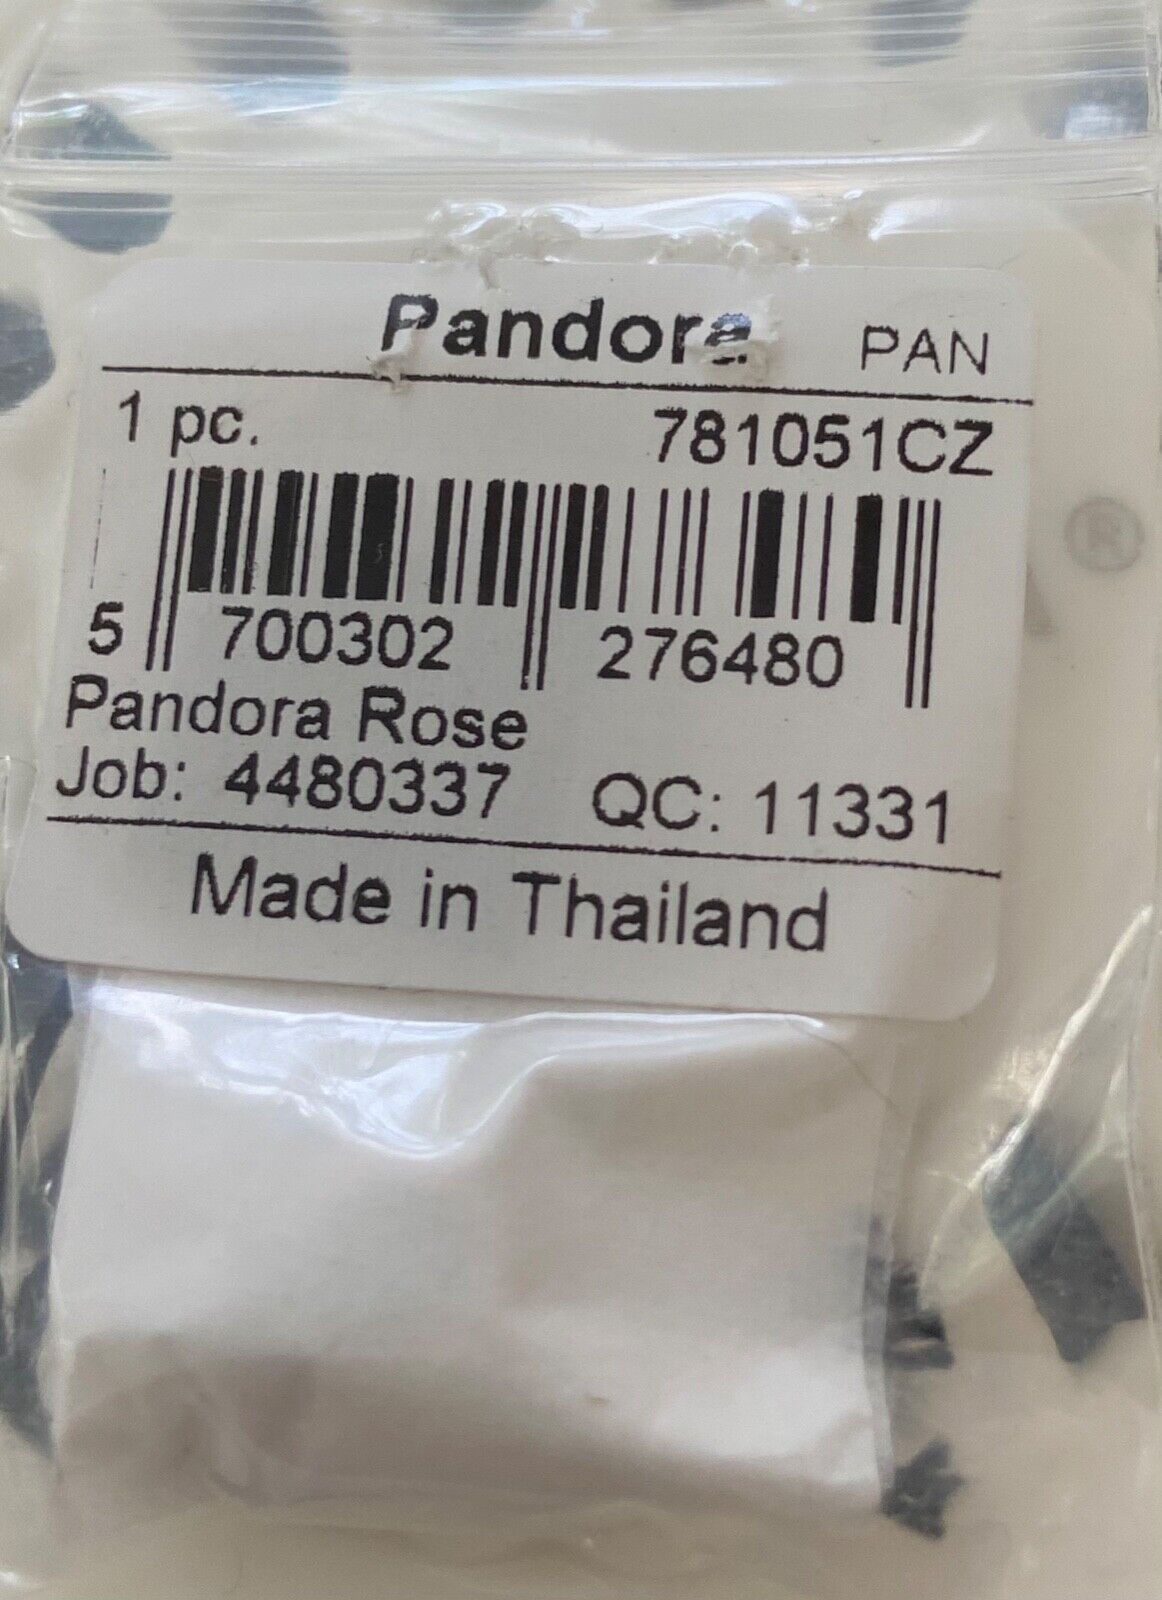 Pandora PAN
1 pc. 781051CZ
5 700302 276480
Pandora Rose
Job: 4480337 QC: 11331
Made in Thailand
®